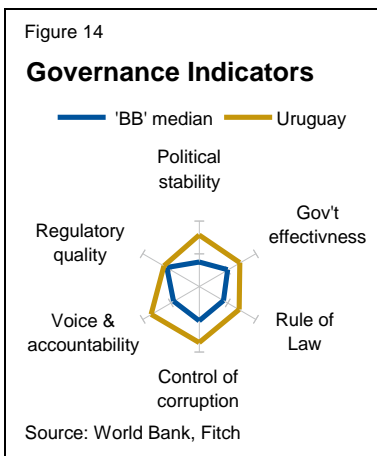 Figure 14
Governance Indicators
'BB' median
Uruguay
Political
stability
Gov't
effectivness
Rule of
Law
Control of
corruption
Voice &
accountability
Regulatory
quality
Source: World Bank, Fitch